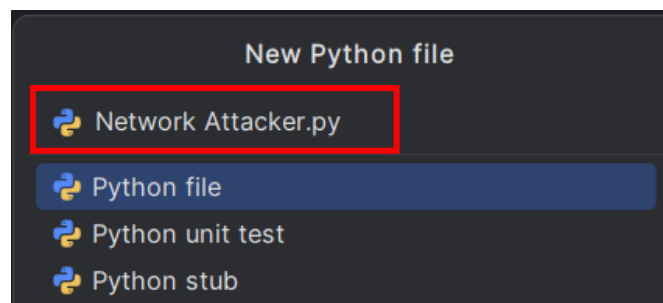 New Python file
Network Attacker.py
Python file
Python unit test
Python stub